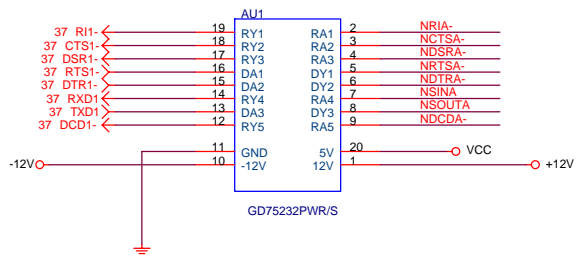 AU1
37 RI1- 19 RY1 RA1 2 NRIA-
37 CTS1- 18 RY2 RA2 3 NCTSA-
37 DSR1- 17 RY3 RA3 4 NDSRA-
37 RTS1- 16 DA1 DY1 5 NRTSA-
37 DTR1- 15 DA2 DY2 6 NDTRA-
37 RXD1 14 RY4 RA4 7 NSINA
37 TXD1 13 DA3 DY3 8 NSOUTA
37 DCD1- 12 RY5 RA5 9 NDCDA-
11 GND 5V 20 VCC
-12V 10 -12V 12V 1 +12V
GD75232PWR/S